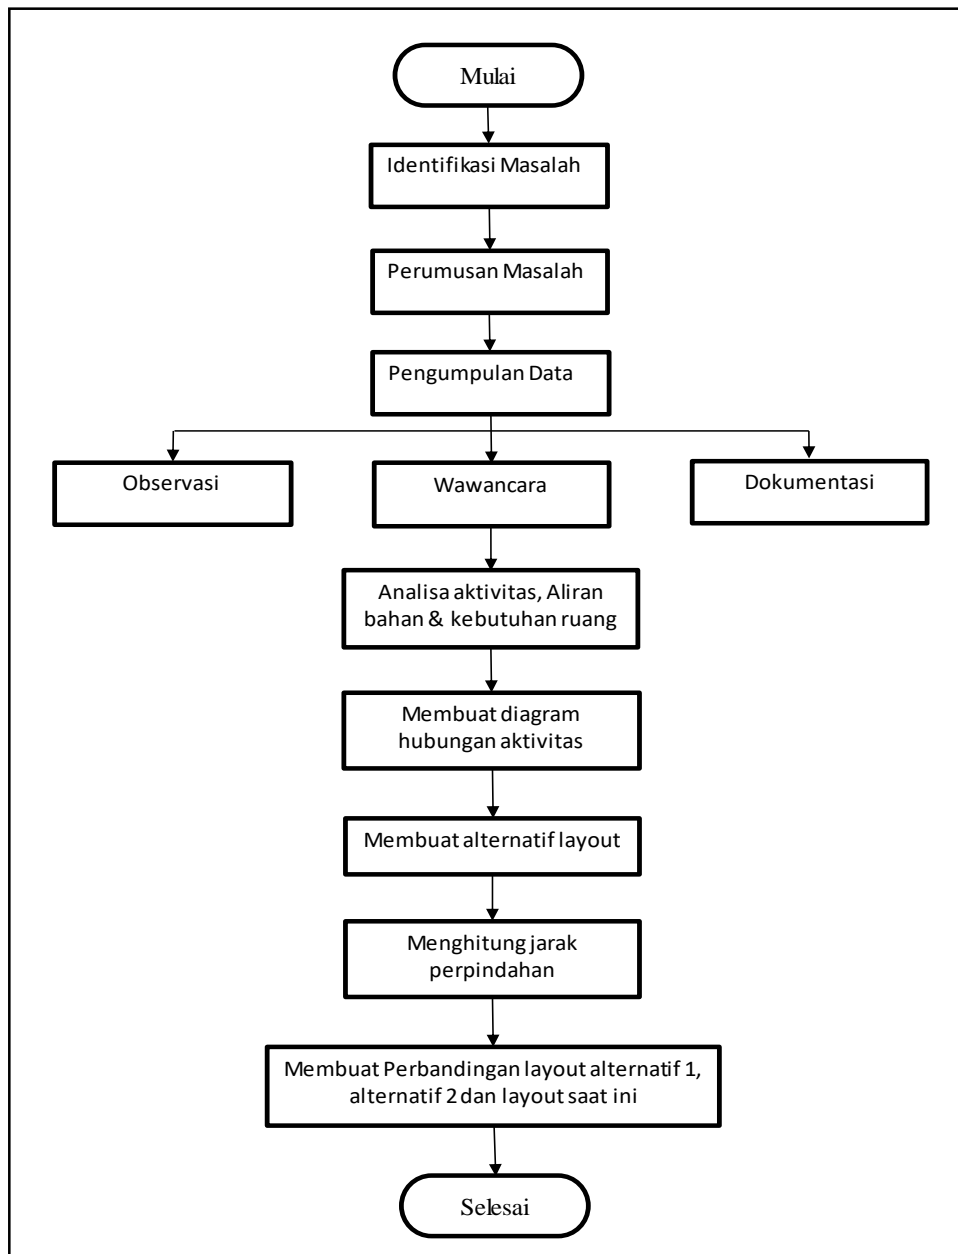 Mulai
Identifikasi Masalah
Perumusan Masalah
Pengumpulan Data
Observasi
Wawancara
Dokumentasi
Analisa aktivitas, Aliran
bahan & kebutuhan ruang
Membuat diagram
hubungan aktivitas
Membuat alternatif layout
Menghitung jarak
perpindahan
Membuat Perbandingan layout alternatif 1,
alternatif 2 dan layout saat ini
Selesai